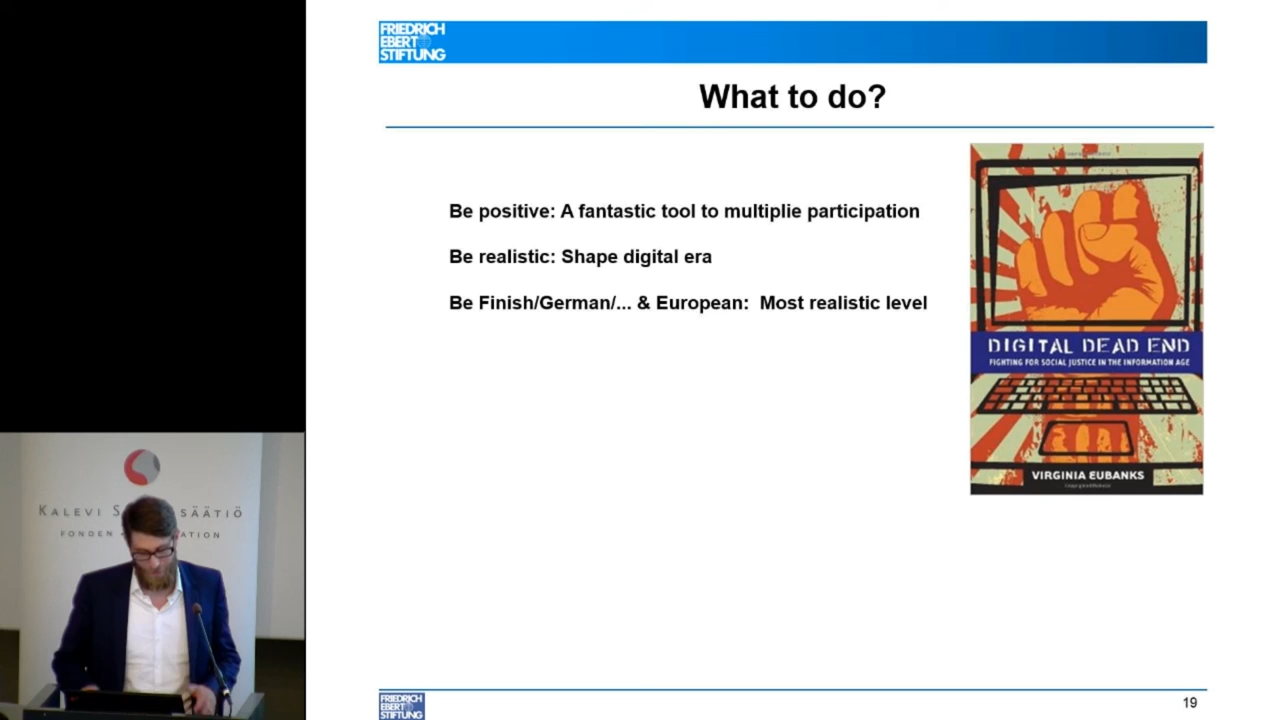 FRIEDRICH
EBERT
STIFTUNG
What to do?
Be positive: A fantastic tool to multiplie participation
Be realistic: Shape digital era
Be Finish/German/... & European: Most realistic level
DIGITAL DEAD END
FIGHTING FOR SOCIAL JUSTICE IN THE INFORMATION AGE
VIRGINIA EUBANKS
KALEVI S SÄÄTIÖ
FONDEN ATION
FRIEDRICH
EBERT
STIFTUNG
19